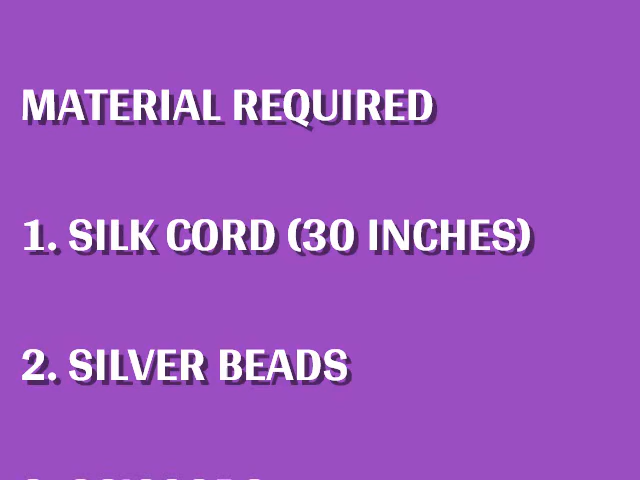 MATERIAL REQUIRED
1. SILK CORD (30 INCHES)
2. SILVER BEADS